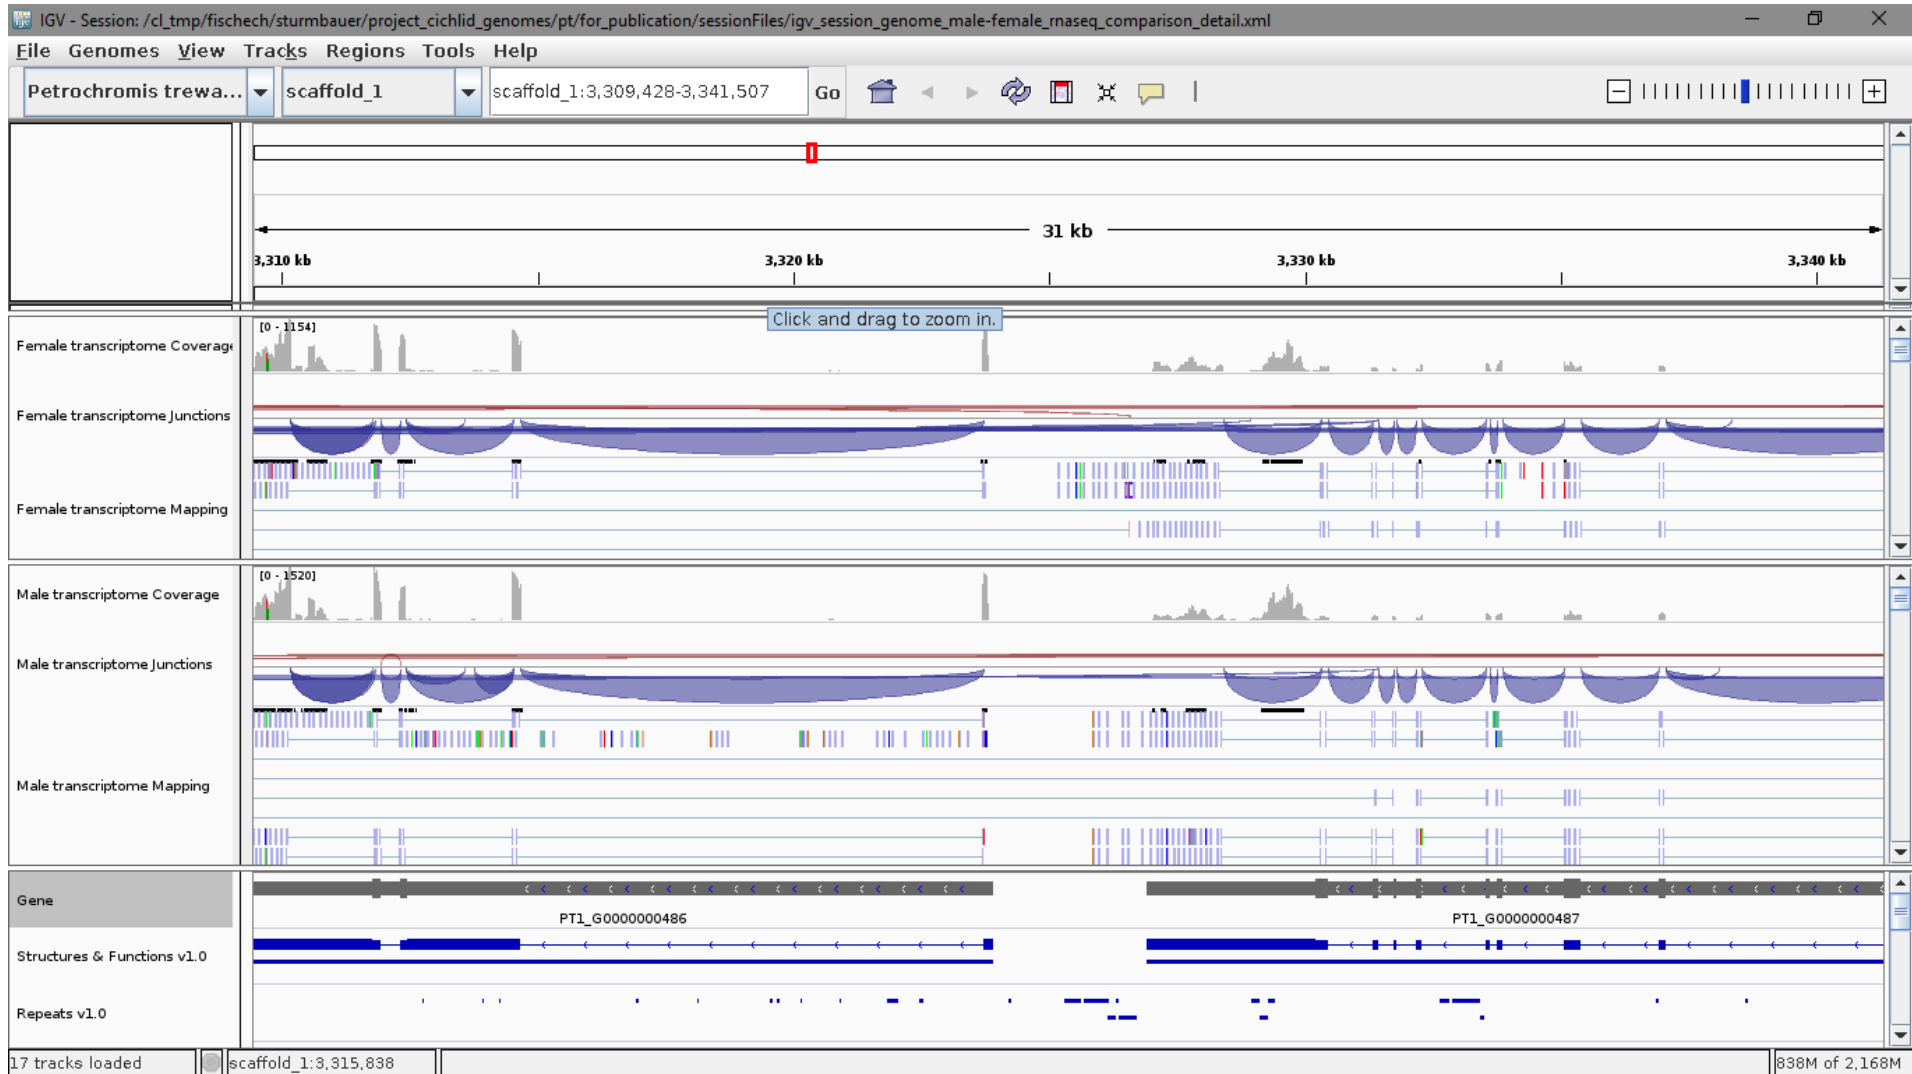 IGV - Session: /cl_tmp/fischech/sturmbauer/project_cichlid_genomes/pt/for_publication/sessionFiles/igv_session_genome_male-female_rnaseq_comparison_detail.xml
File Genomes View Tracks Regions Tools Help
Petrochromis trewa... scaffold_1 scaffold_1:3,309,428-3,341,507 Go
31 kb
3,310 kb 3,320 kb 3,330 kb 3,340 kb
Click and drag to zoom in.
[0 - 1154]
Female transcriptome Coverage
Female transcriptome Junctions
Female transcriptome Mapping
[0 - 1520]
Male transcriptome Coverage
Male transcriptome Junctions
Male transcriptome Mapping
Gene
PT1_G0000000486 PT1_G0000000487
Structures & Functions v1.0
Repeats v1.0
17 tracks loaded scaffold_1:3,315,838 838M of 2,168M